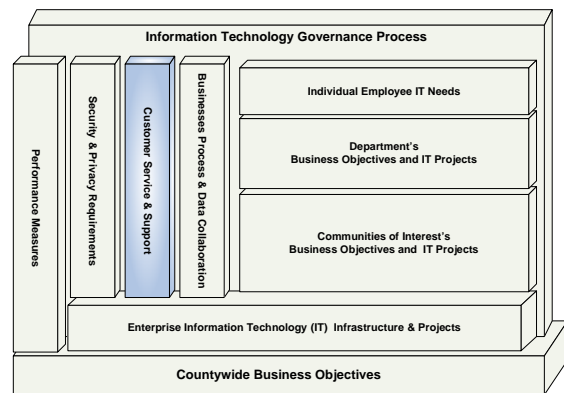 Information Technology Governance Process
Performance Measures
Security & Privacy Requirements
Customer Service & Support
Businesses Process & Data Collaboration
Individual Employee IT Needs
Department's
Business Objectives and IT Projects
Communities of Interest's
Business Objectives and IT Projects
Enterprise Information Technology (IT) Infrastructure & Projects
Countywide Business Objectives